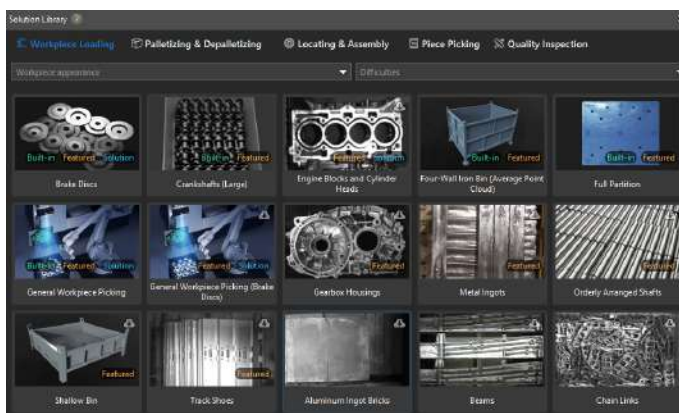 Solution Library
Workpiece Loading Palletizing & Depalletizing Locating & Assembly Piece Picking Quality Inspection
Workpiece appearance Difficulties
Built-in Featured Solution
Built-in Featured
Featured Solution
Built-in Featured
Built-in Featured
Brake Discs
Crankshafts (Large)
Engine Blocks and Cylinder Heads
Four-Wall Iron Bin (Average Point Cloud)
Full Partition
Built-in Featured Solution
Featured Solution
Featured
Featured
Featured
General Workpiece Picking
General Workpiece Picking (Brake Discs)
Gearbox Housings
Metal Ingots
Orderly Arranged Shafts
Featured
Featured
Shallow Bin
Track Shoes
Aluminum Ingot Bricks
Beams
Chain Links